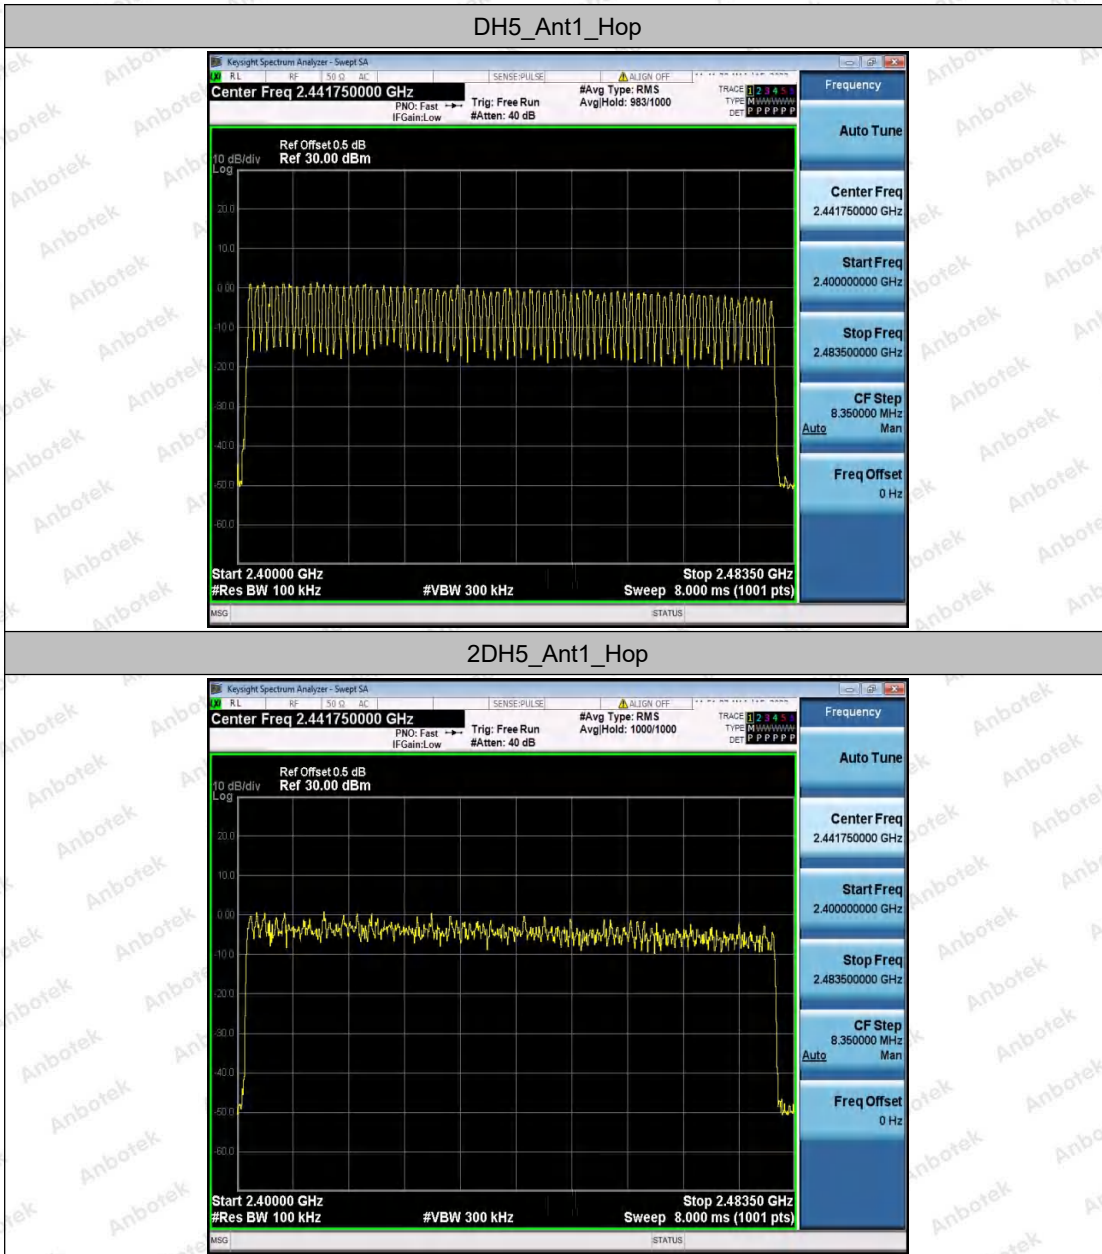 DH5_Ant1_Hop
Keysight Spectrum Analyzer - Swept SA
RL RF 50 Ω AC SENSE:PULSE ALIGN OFF
Center Freq 2.441750000 GHz
PNO: Fast
IFGain:Low
Trig: Free Run
#Atten: 40 dB
#Avg Type: RMS
Avg|Hold: 983/1000
TRACE 1 2 3 4 5 6
TYPE M WWWWW
DET P P P P P P
Frequency
Auto Tune
Center Freq
2.441750000 GHz
Start Freq
2.400000000 GHz
Stop Freq
2.483500000 GHz
CF Step
8.350000 MHz
Auto Man
Freq Offset
0 Hz
Ref Offset 0.5 dB
10 dB/div Ref 30.00 dBm
Log
20.0
10.0
0.00
-10.0
-20.0
-30.0
-40.0
-50.0
-60.0
Start 2.40000 GHz Stop 2.48350 GHz
#Res BW 100 kHz #VBW 300 kHz Sweep 8.000 ms (1001 pts)
MSG STATUS
2DH5_Ant1_Hop
Keysight Spectrum Analyzer - Swept SA
RL RF 50 Ω AC SENSE:PULSE ALIGN OFF
Center Freq 2.441750000 GHz
PNO: Fast
IFGain:Low
Trig: Free Run
#Atten: 40 dB
#Avg Type: RMS
Avg|Hold: 1000/1000
TRACE 1 2 3 4 5 6
TYPE M WWWWW
DET P P P P P P
Frequency
Auto Tune
Center Freq
2.441750000 GHz
Start Freq
2.400000000 GHz
Stop Freq
2.483500000 GHz
CF Step
8.350000 MHz
Auto Man
Freq Offset
0 Hz
Ref Offset 0.5 dB
10 dB/div Ref 30.00 dBm
Log
20.0
10.0
0.00
-10.0
-20.0
-30.0
-40.0
-50.0
-60.0
Start 2.40000 GHz Stop 2.48350 GHz
#Res BW 100 kHz #VBW 300 kHz Sweep 8.000 ms (1001 pts)
MSG STATUS
Anbotek